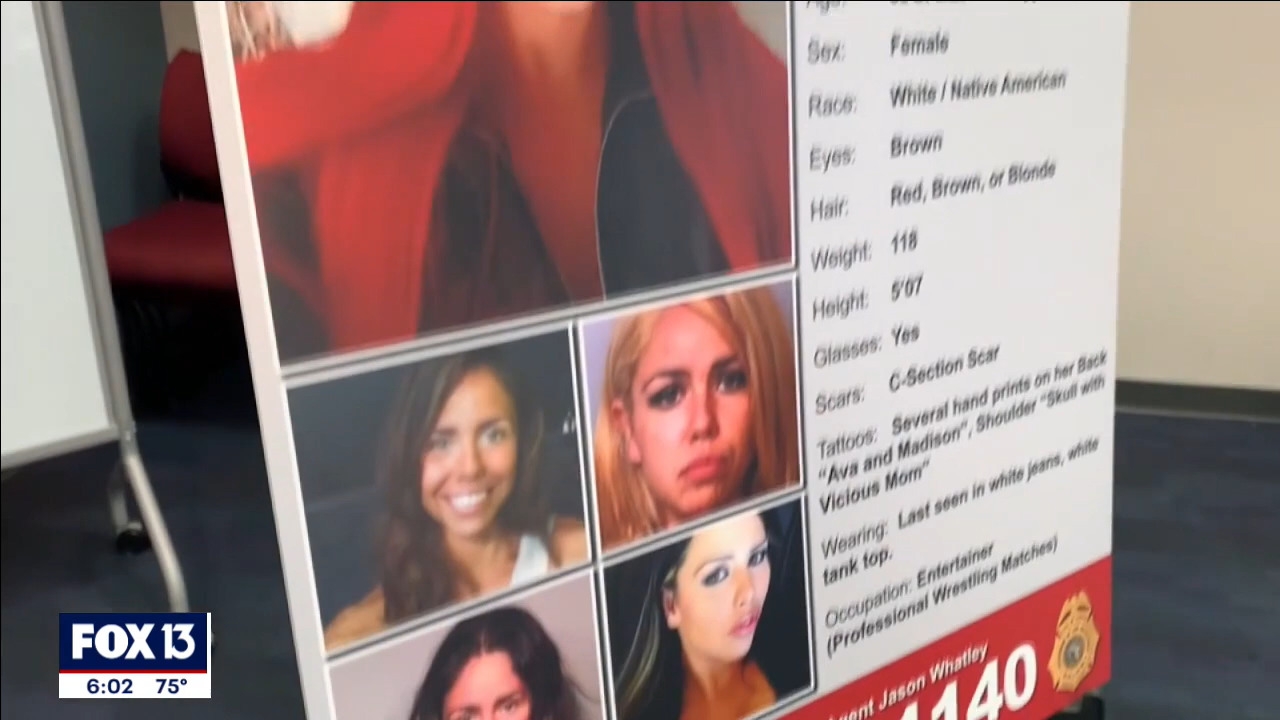 Sex: Female
Race: White / Native American
Eyes: Brown
Hair: Red, Brown, or Blonde
Weight: 118
Height: 5'07
Glasses: Yes
Scars: C-Section Scar
Tattoos: Several hand prints on her Back
"Ava and Madison", Shoulder "Skull with
Vicious Mom"
Wearing: Last seen in white jeans, white
tank top.
Occupation: Entertainer
(Professional Wrestling Matches)
Jason Whatley
1140
FOX 13
6:02 75°